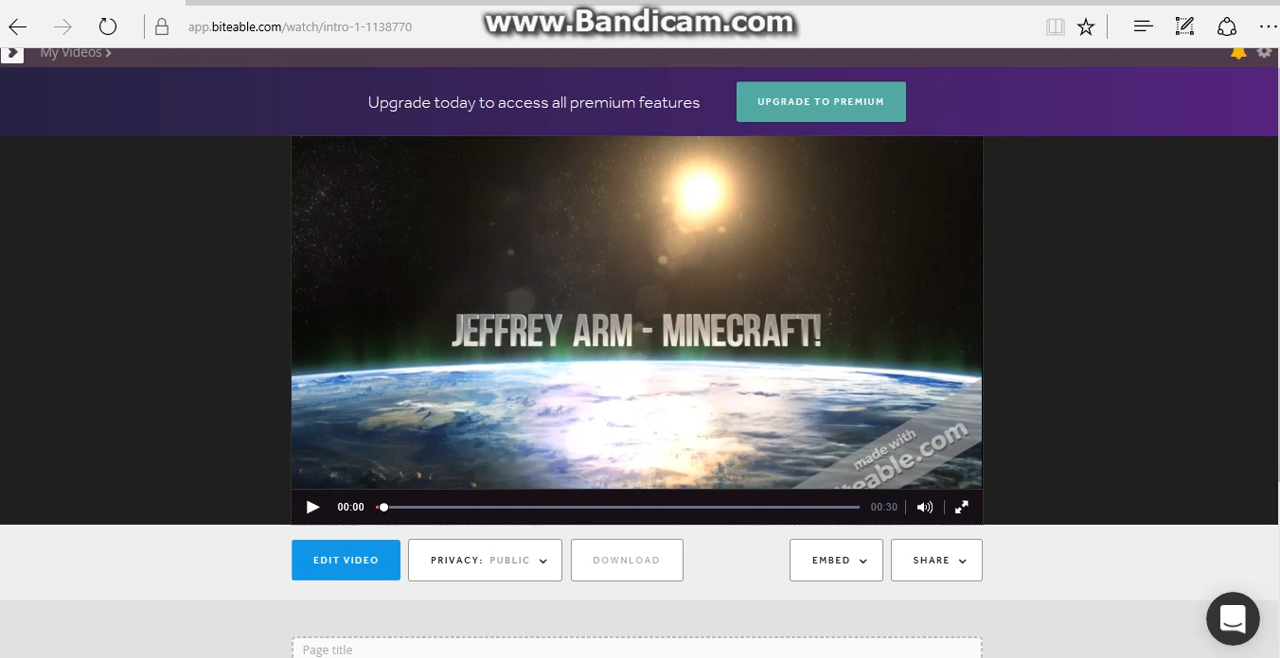 www.Bandicam.com
app.biteable.com/watch/intro-1-1138770
My Videos
Upgrade today to access all premium features
UPGRADE TO PREMIUM
JEFFREY ARM - MINECRAFT!
made with
iteable.com
00:00
00:30
EDIT VIDEO
PRIVACY: PUBLIC
DOWNLOAD
EMBED
SHARE
Page title